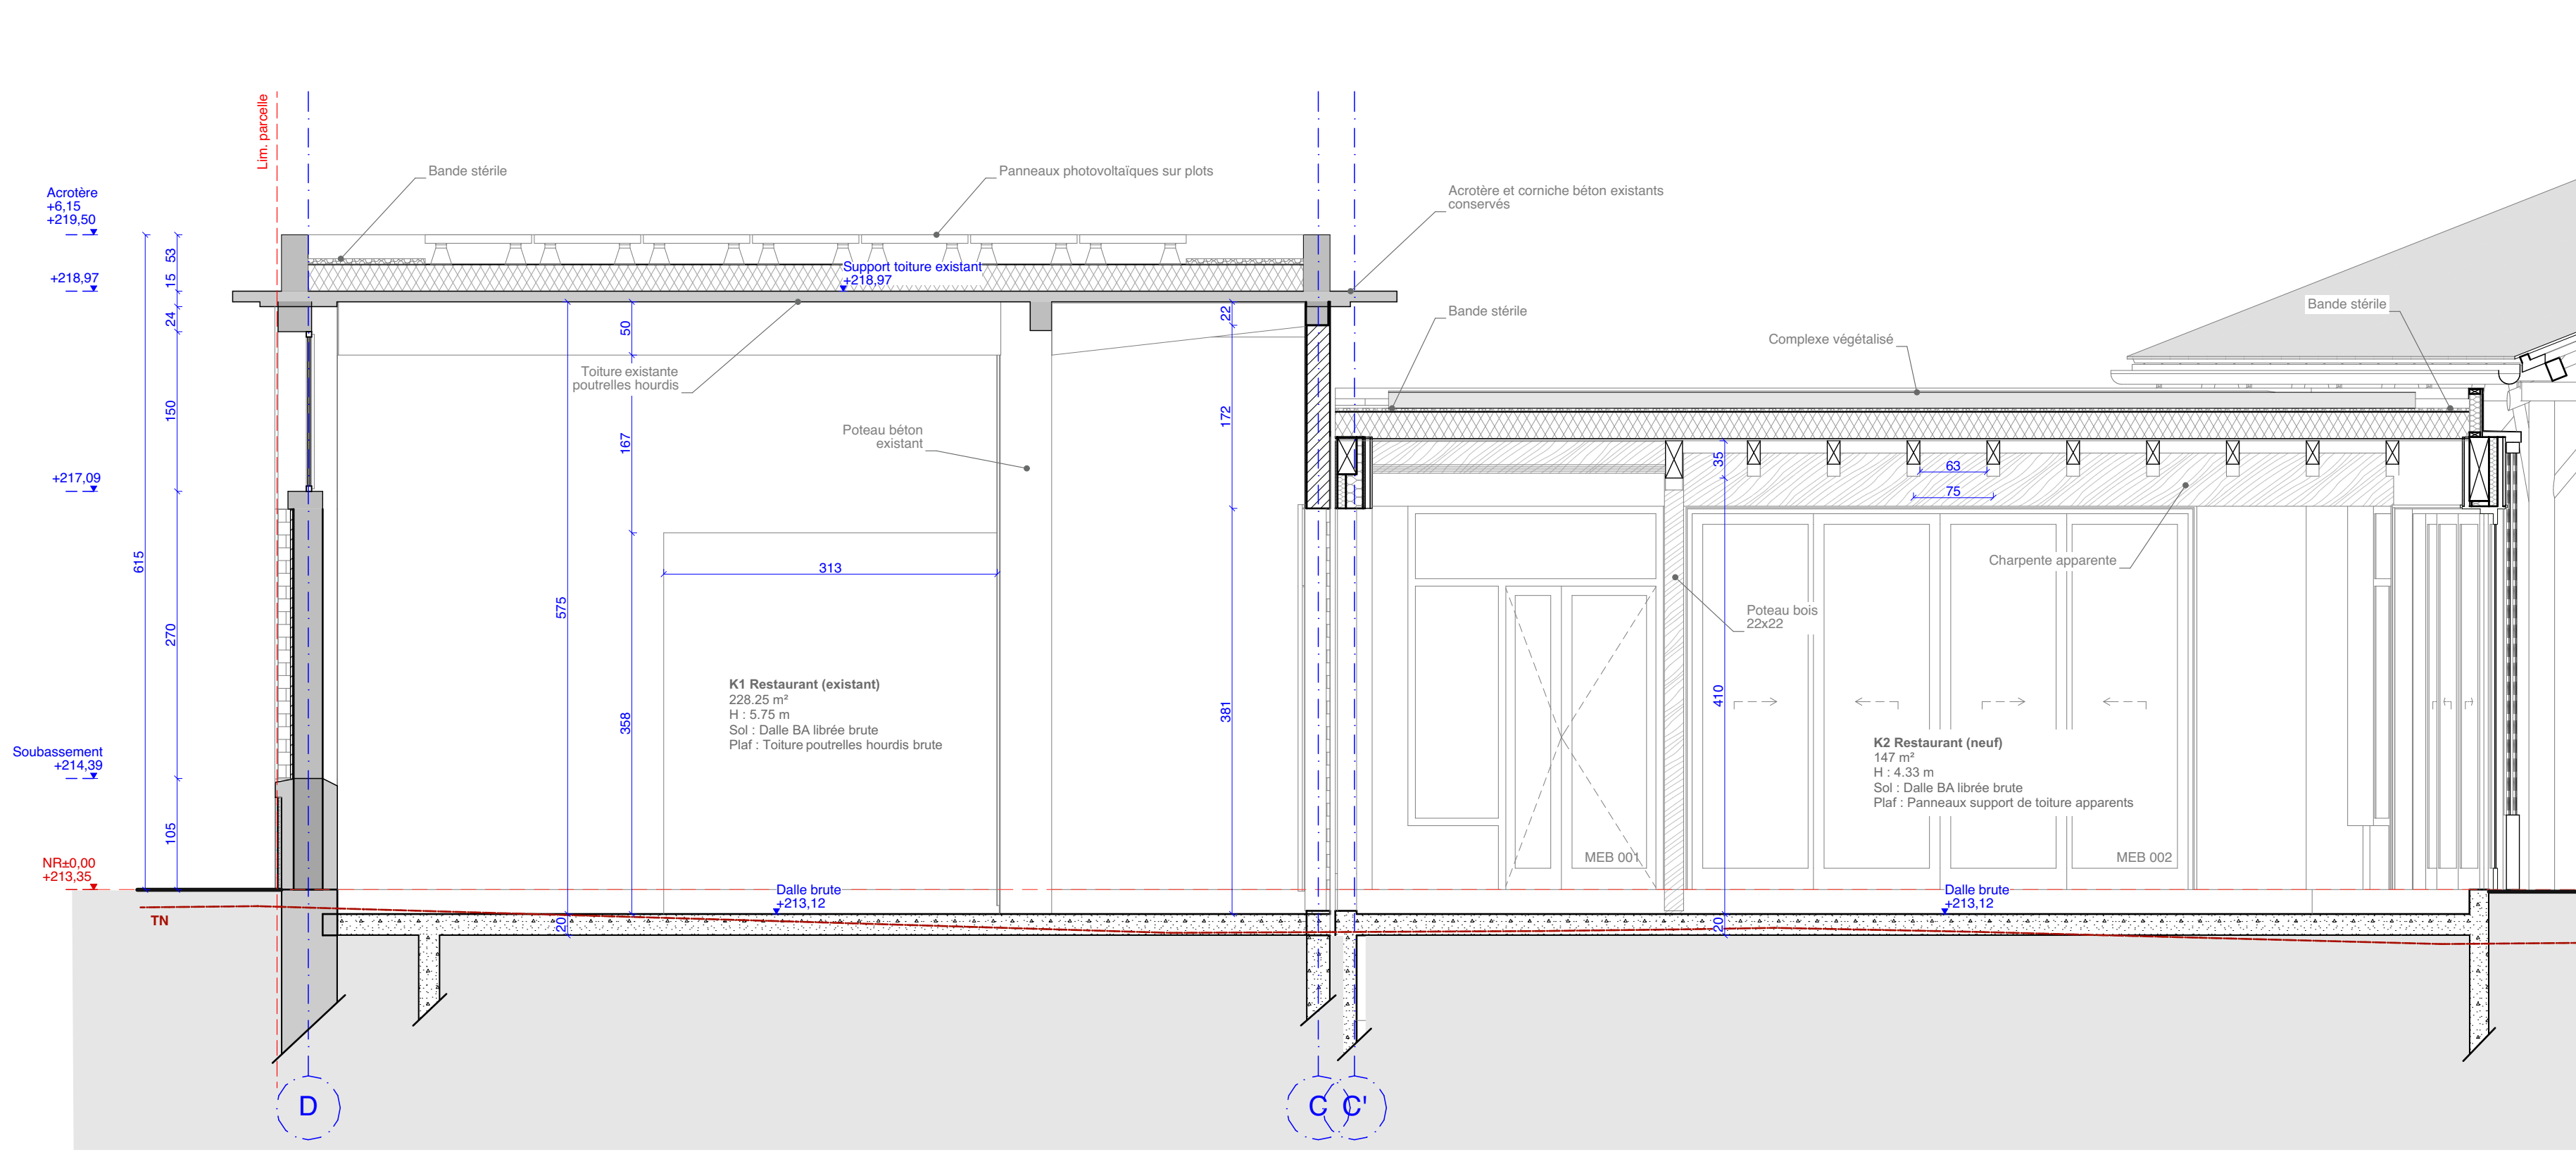 Lim. parcelle
Bande stérile
Panneaux photovoltaïques sur plots
Acrotère et corniche béton existants
conservés
Acrotère
+6,15
+219,50
+218,97
Support toiture existant
+218,97
Bande stérile
Bande stérile
Complexe végétalisé
53
15
24
150
270
105
615
50
167
358
575
20
22
172
381
313
35
410
20
63
75
Toiture existante
poutrelles hourdis
Poteau béton
existant
+217,09
Charpente apparente
Poteau bois
22x22
K1 Restaurant (existant)
228.25 m²
H : 5.75 m
Sol : Dalle BA librée brute
Plaf : Toiture poutrelles hourdis brute
K2 Restaurant (neuf)
147 m²
H : 4.33 m
Sol : Dalle BA librée brute
Plaf : Panneaux support de toiture apparents
Soubassement
+214,39
MEB 001
MEB 002
NR±0,00
+213,35
Dalle brute
+213,12
Dalle brute
+213,12
TN
D
C
C'